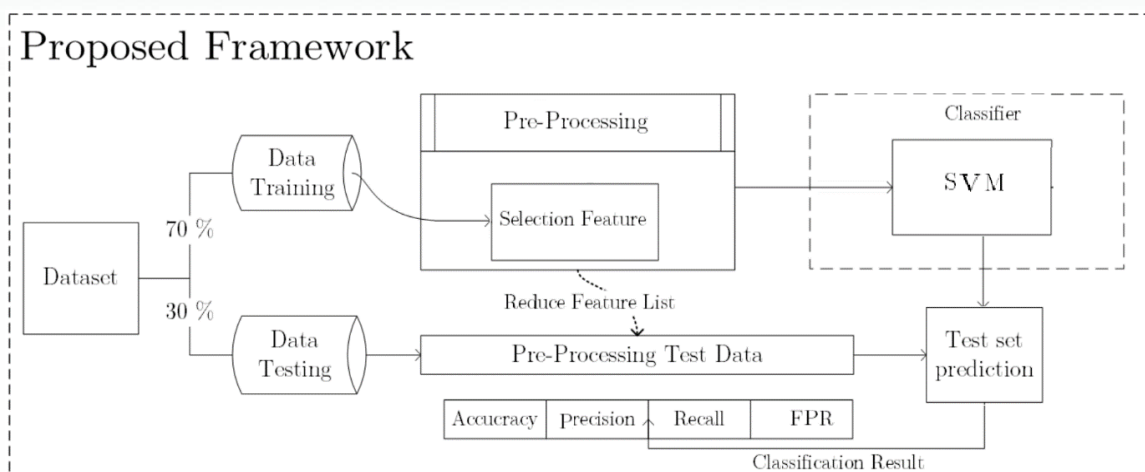 Proposed Framework
Pre-Processing
Classifier
Data
Training
SVM
Selection Feature
70 %
Dataset
30 %
Reduce Feature List
Data
Testing
Pre-Processing Test Data
Test set
prediction
Accucracy
Precision
Recall
FPR
Classification Result